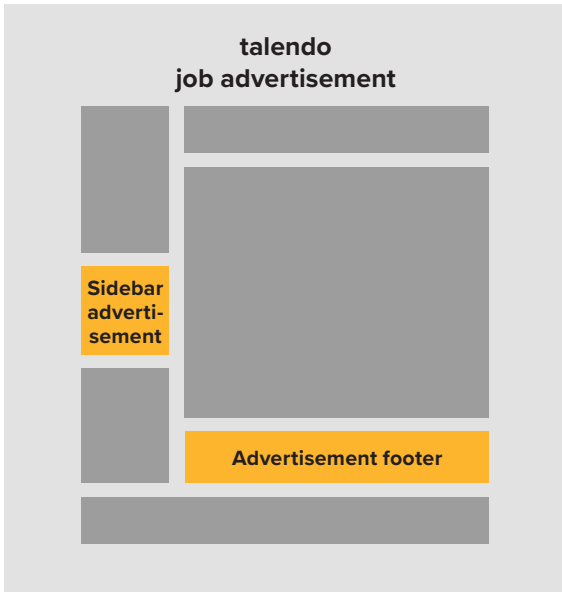 talendo
job advertisement
Sidebar
adverti-
sement
Advertisement footer